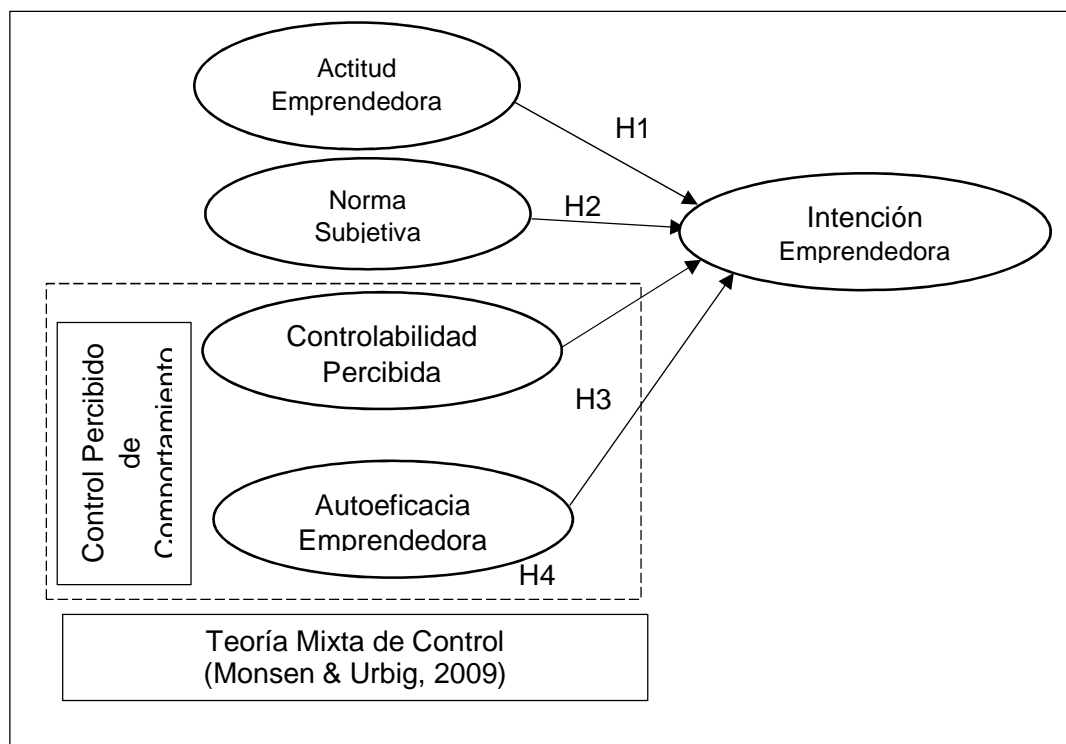 Actitud
Emprendedora
H1
Norma
Subjetiva
H2
Intención
Emprendedora
Controlabilidad
Percibida
H3
Control Percibido
de
Comportamiento
Autoeficacia
Emprendedora
H4
Teoría Mixta de Control
(Monsen & Urbig, 2009)